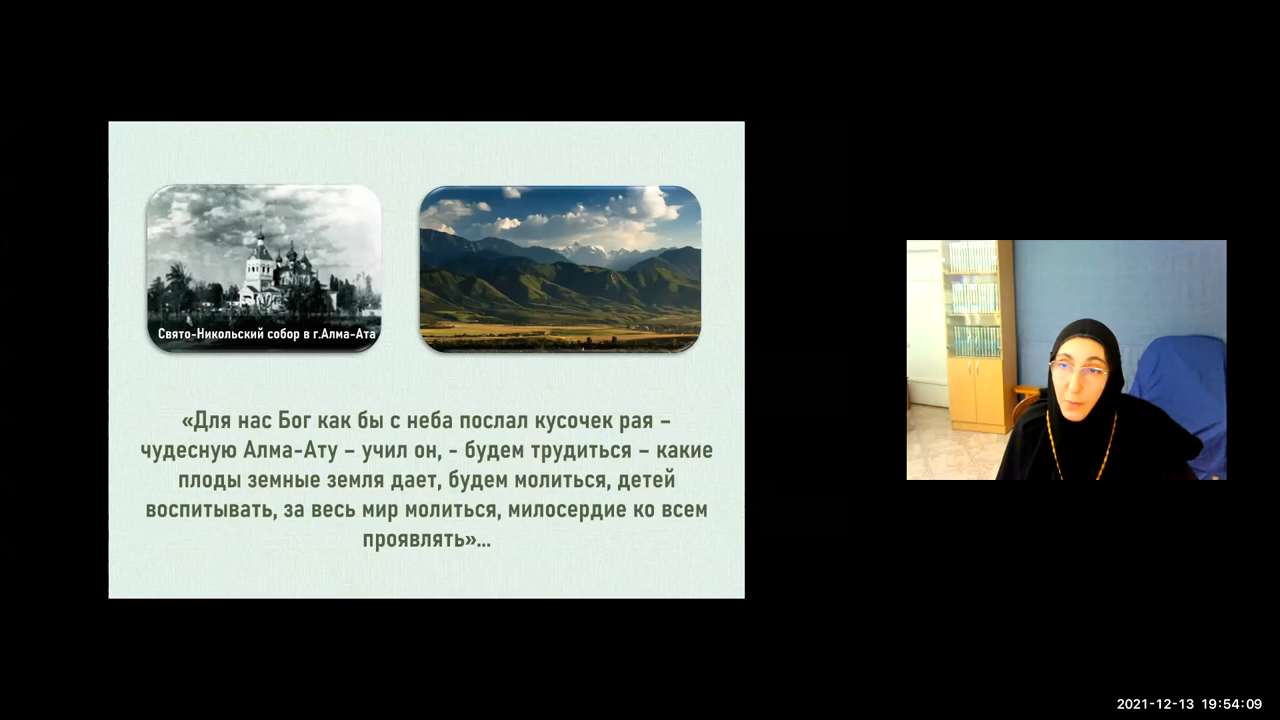 Свято-Никольский собор в г.Алма-Ата
«Для нас Бог как бы с неба послал кусочек рая –
чудесную Алма-Ату – учил он, - будем трудиться – какие
плоды земные земля дает, будем молиться, детей
воспитывать, за весь мир молиться, милосердие ко всем
проявлять»...
2021-12-13 19:54:09